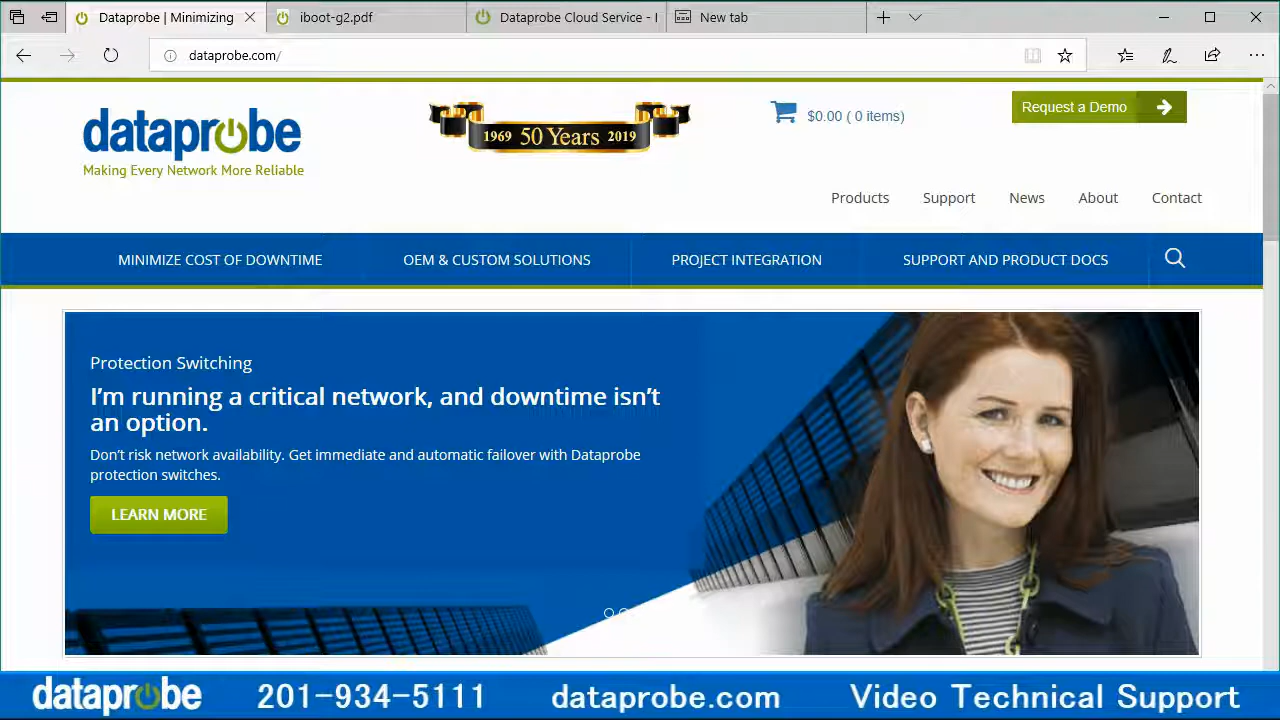 Dataprobe | Minimizing
iboot-g2.pdf
Dataprobe Cloud Service - I
New tab
dataprobe.com/
dataprobe
Making Every Network More Reliable
1969 50 Years 2019
$0.00 ( 0 items)
Request a Demo
Products Support News About Contact
MINIMIZE COST OF DOWNTIME OEM & CUSTOM SOLUTIONS PROJECT INTEGRATION SUPPORT AND PRODUCT DOCS
Protection Switching
I’m running a critical network, and downtime isn’t
an option.
Don’t risk network availability. Get immediate and automatic failover with Dataprobe
protection switches.
LEARN MORE
dataprobe 201-934-5111 dataprobe.com Video Technical Support